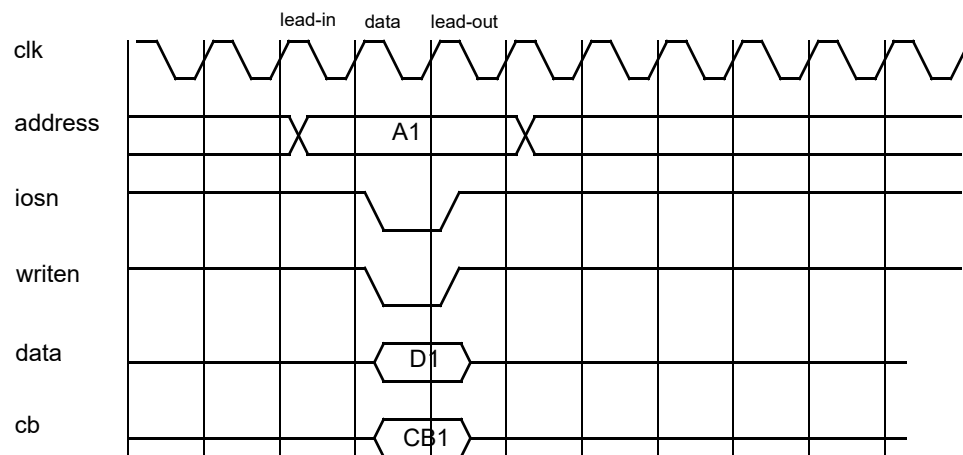 lead-in data lead-out
clk
address A1
iosn
writen
data D1
cb CB1